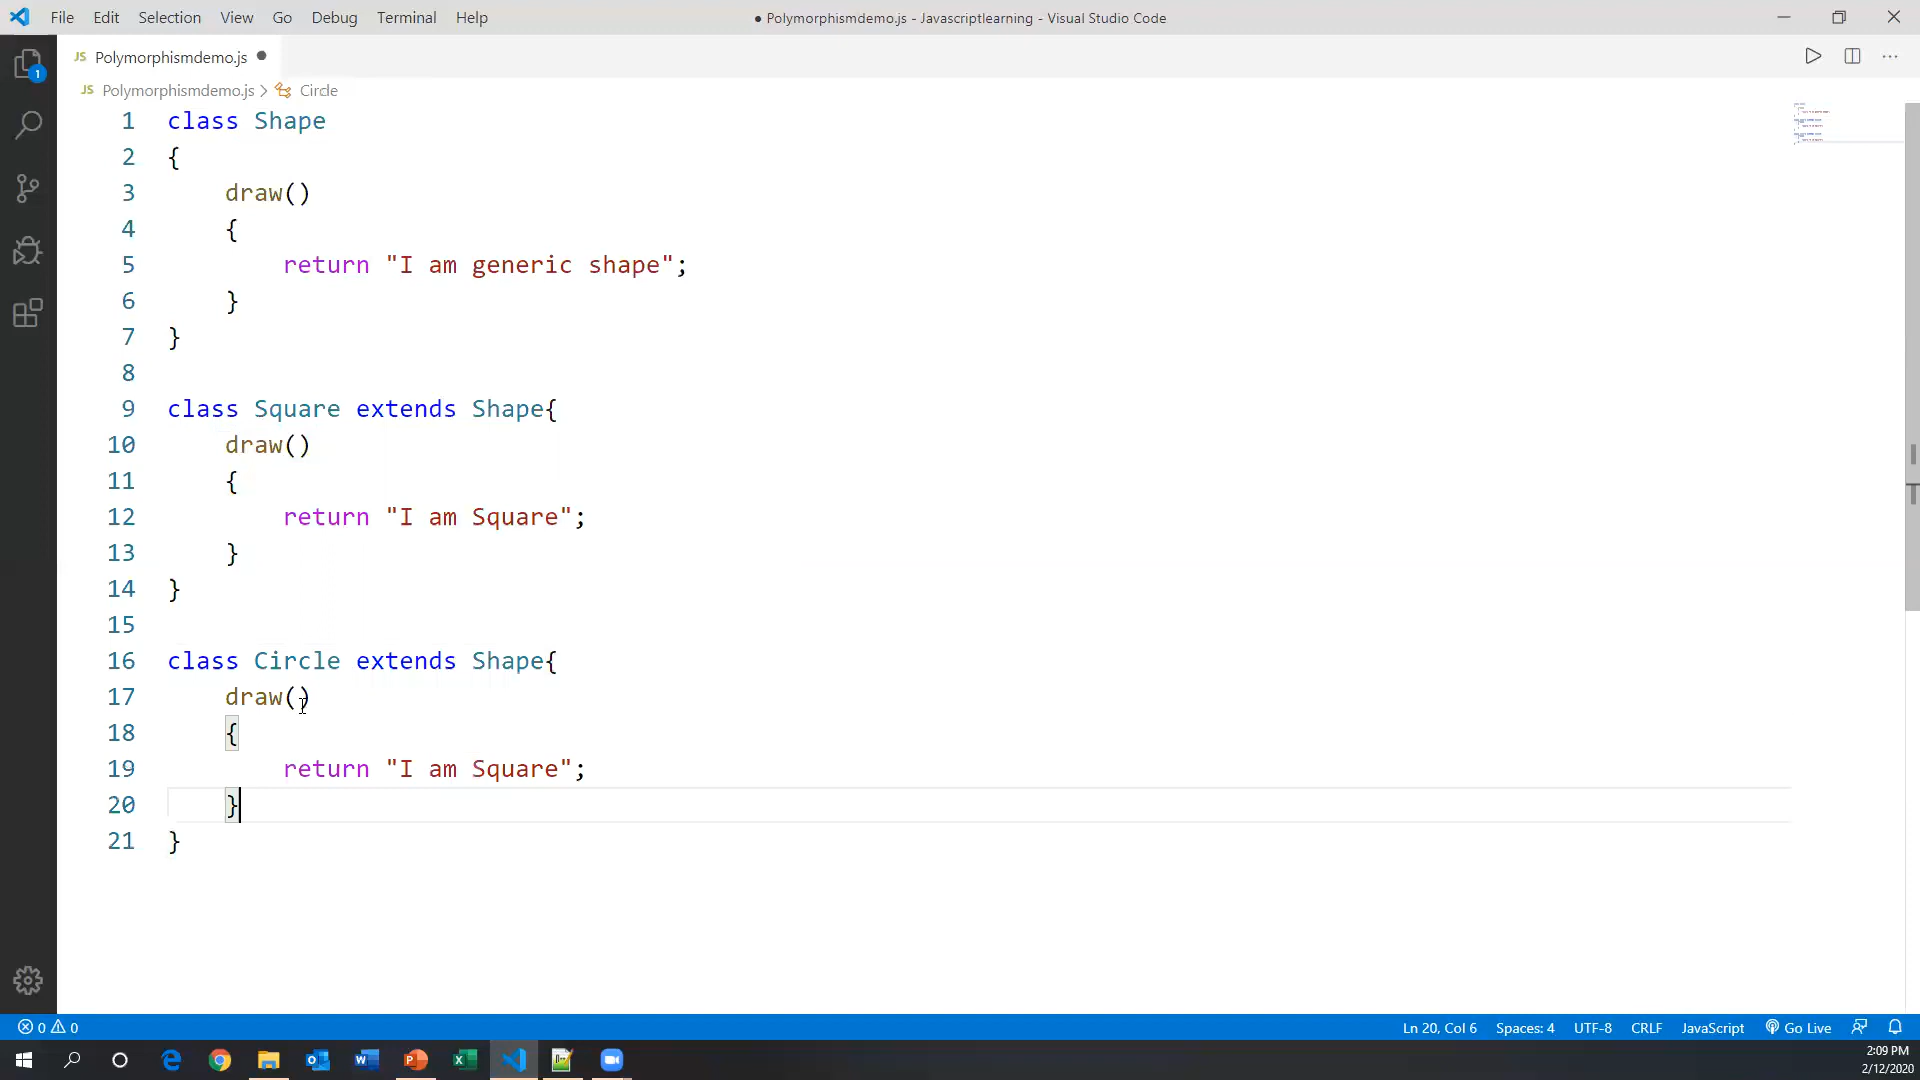 File Edit Selection View Go Debug Terminal Help
● Polymorphismdemo.js - Javascriptlearning - Visual Studio Code
JS Polymorphismdemo.js ●
1
JS Polymorphismdemo.js > Circle
1 class Shape
2 {
3 draw()
4 {
5 return "I am generic shape";
6 }
7 }
8
9 class Square extends Shape{
10 draw()
11 {
12 return "I am Square";
13 }
14 }
15
16 class Circle extends Shape{
17 draw()
18 {
19 return "I am Square";
20 }
21 }
0 0 Ln 20, Col 6 Spaces: 4 UTF-8 CRLF JavaScript Go Live
2:09 PM
2/12/2020